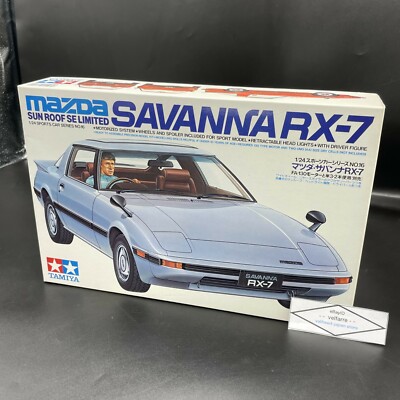 mazda SAVANNA RX-7
SUN ROOF SE LIMITED
1/24 SPORTS CAR SERIES NO.16
•MOTORIZED SYSTEM •WHEELS AND SPOILER INCLUDED FOR SPORT MODEL •RETRACTABLE HEAD LIGHTS •WITH DRIVER FIGURE
1/24スポーツカーシリーズNO.16
マツダ・サバンナRX-7
SAVANNA
RX-7
TAMIYA
ebayID
velfarre